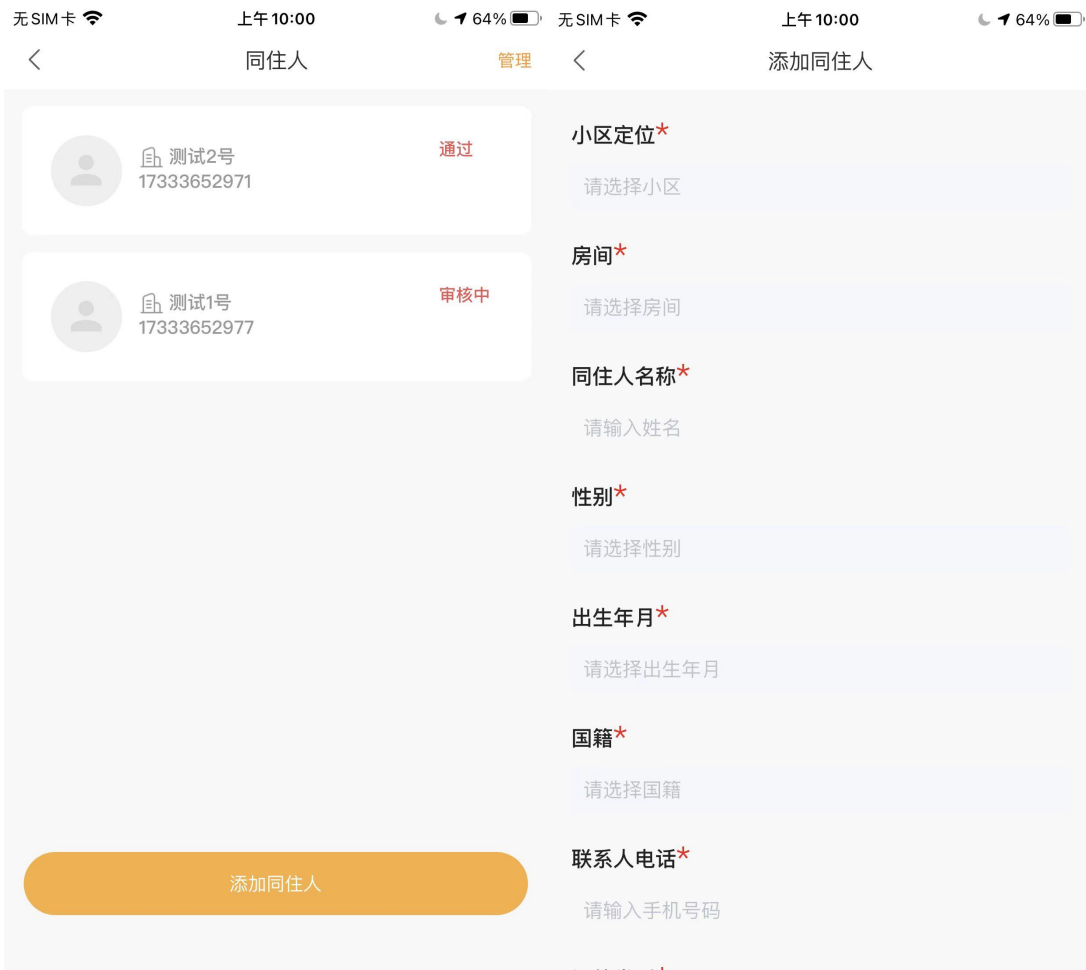 无SIM卡
上午10:00
64%
同住人
管理
测试2号
17333652971
通过
测试1号
17333652977
审核中
添加同住人
无SIM卡
上午10:00
64%
添加同住人
小区定位*
请选择小区
房间*
请选择房间
同住人名称*
请输入姓名
性别*
请选择性别
出生年月*
请选择出生年月
国籍*
请选择国籍
联系人电话*
请输入手机号码